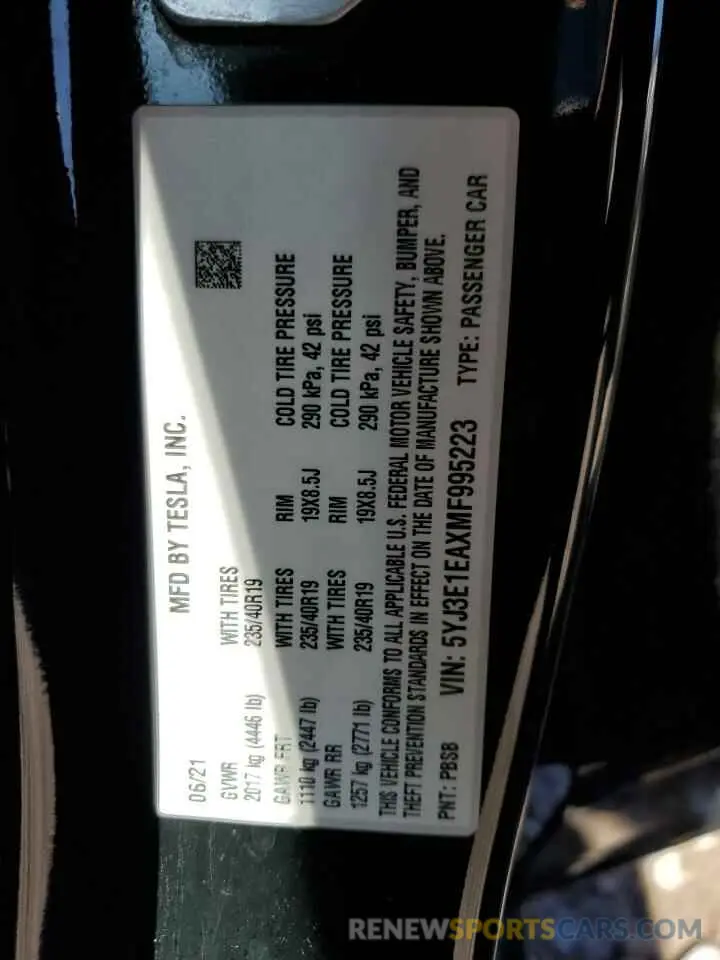 MFD BY TESLA, INC.
06/21
GVWR WITH TIRES
2017 kg (4446 lb) 235/40R19
GAWR FRT WITH TIRES RIM COLD TIRE PRESSURE
1110 kg (2447 lb) 235/40R19 19X8.5J 290 kPa, 42 psi
GAWR RR WITH TIRES RIM COLD TIRE PRESSURE
1257 kg (2771 lb) 235/40R19 19X8.5J 290 kPa, 42 psi
THIS VEHICLE CONFORMS TO ALL APPLICABLE U.S. FEDERAL MOTOR VEHICLE SAFETY, BUMPER, AND
THEFT PREVENTION STANDARDS IN EFFECT ON THE DATE OF MANUFACTURE SHOWN ABOVE.
PNT: PBSB VIN: 5YJ3E1EAXMF995223 TYPE: PASSENGER CAR
RENEWSPORTSCARS.COM